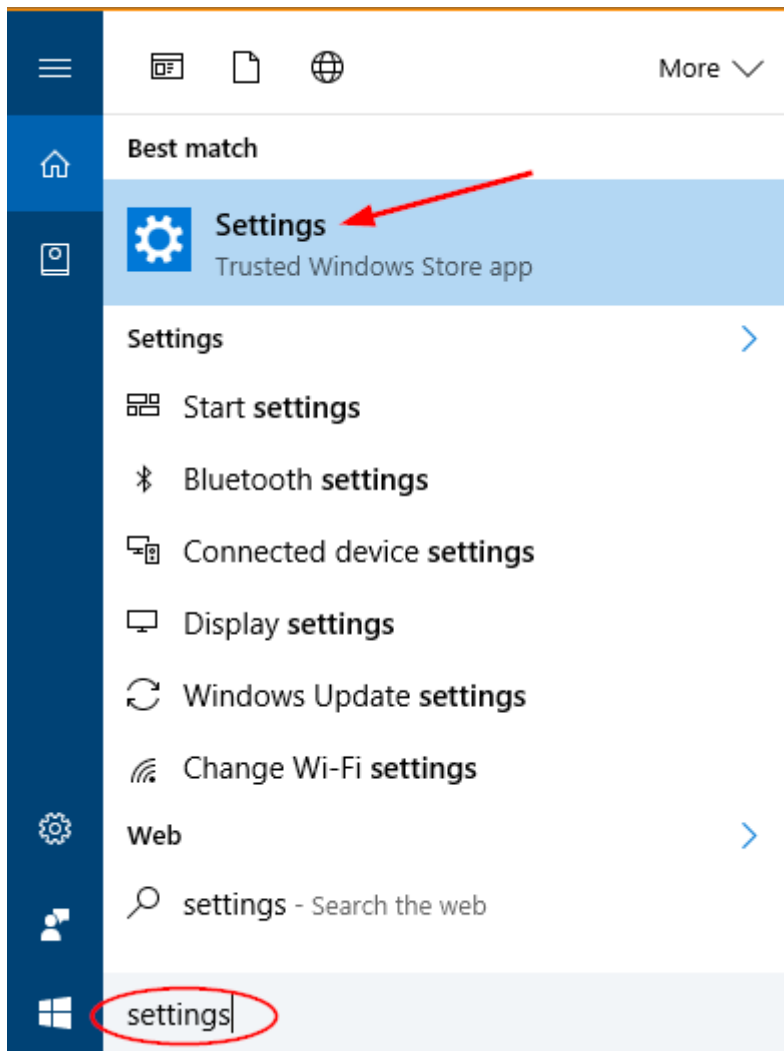 More
Best match
Settings
Trusted Windows Store app
Settings
Start settings
Bluetooth settings
Connected device settings
Display settings
Windows Update settings
Change Wi-Fi settings
Web
settings - Search the web
settings